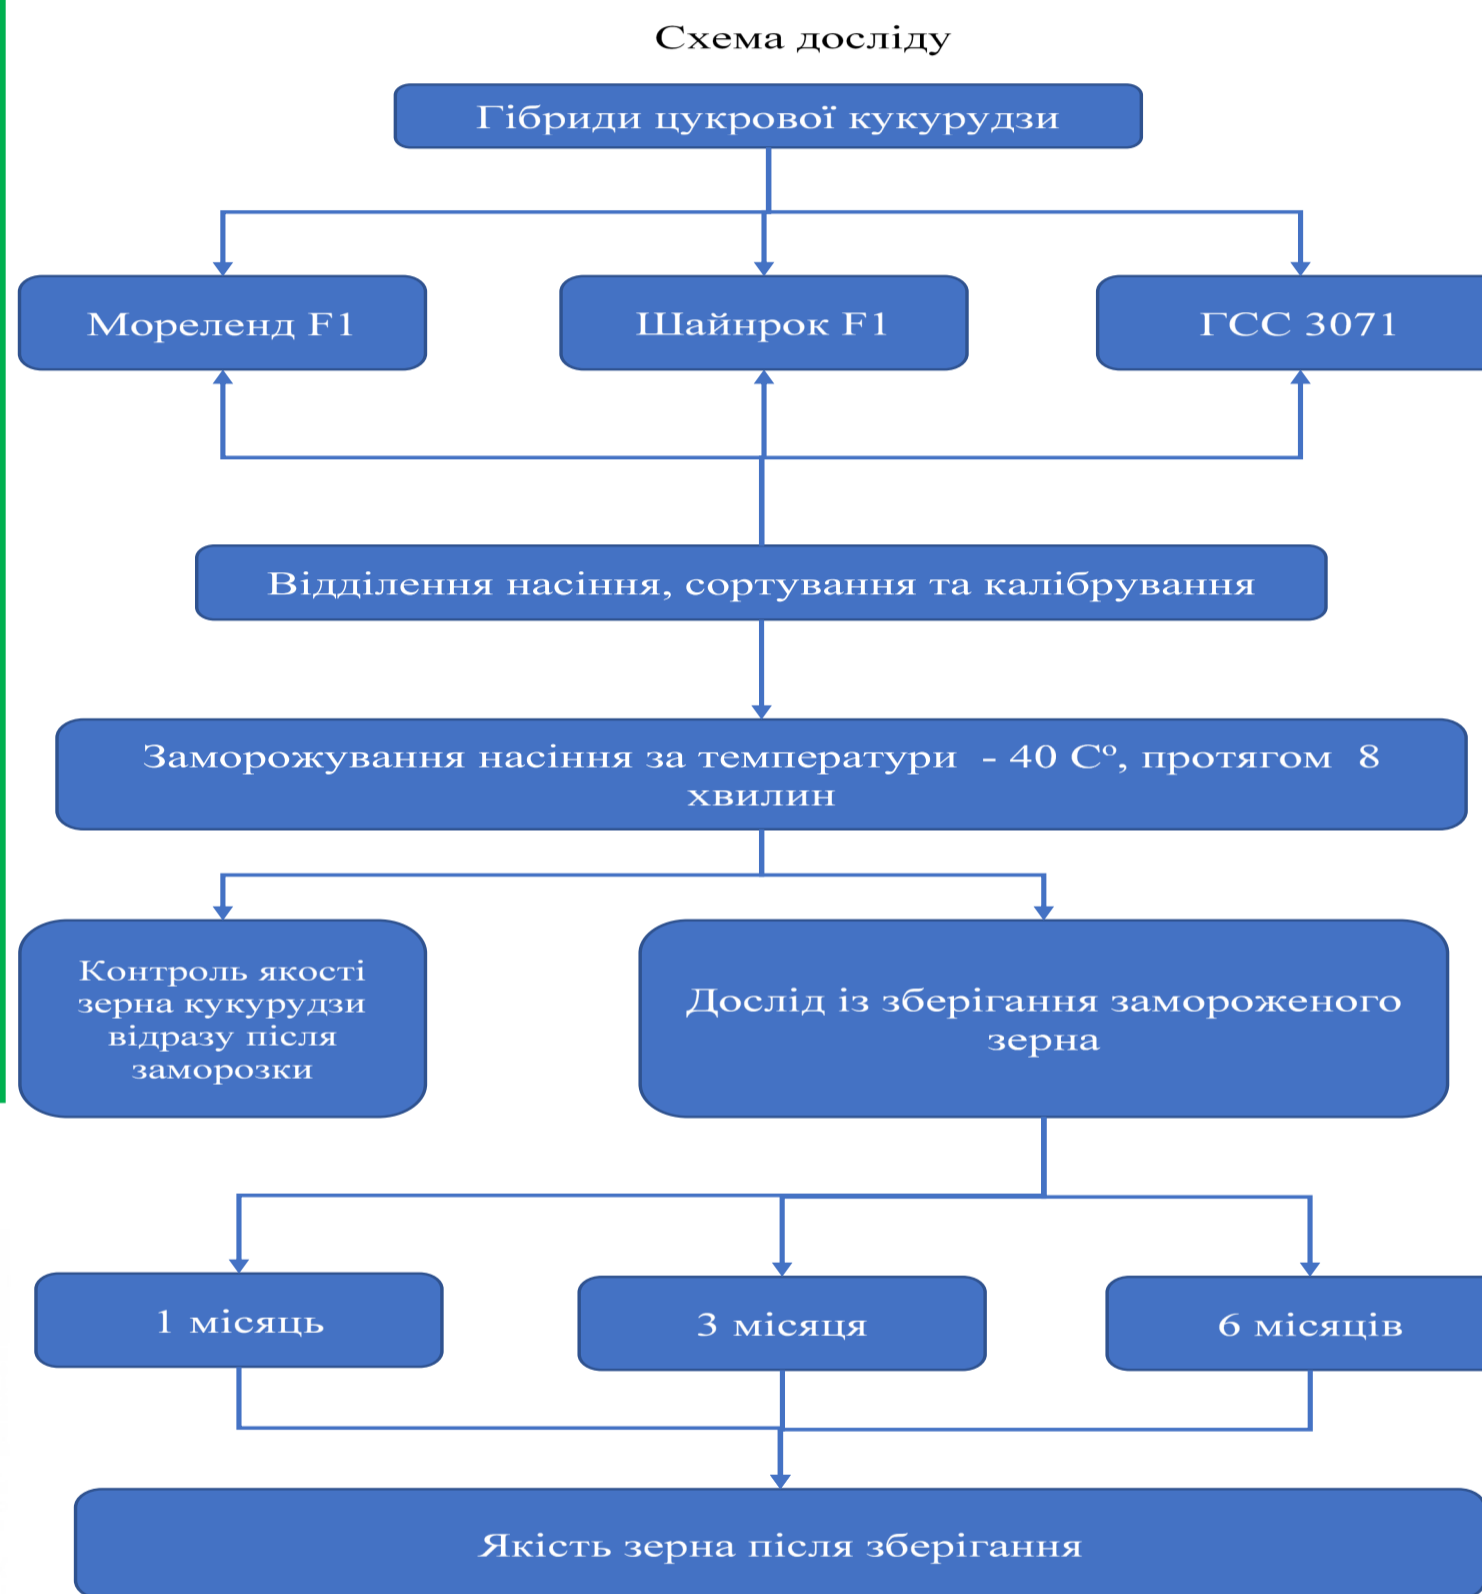 Схема досліду
Гібриди цукрової кукурудзи
Мореленд F1
Шайнрок F1
ГСС 3071
Відділення насіння, сортування та калібрування
Заморожування насіння за температури - 40 Сº, протягом 8
хвилин
Контроль якості
зерна кукурудзи
відразу після
заморозки
Дослід із зберігання замороженого
зерна
1 місяць
3 місяця
6 місяців
Якість зерна після зберігання